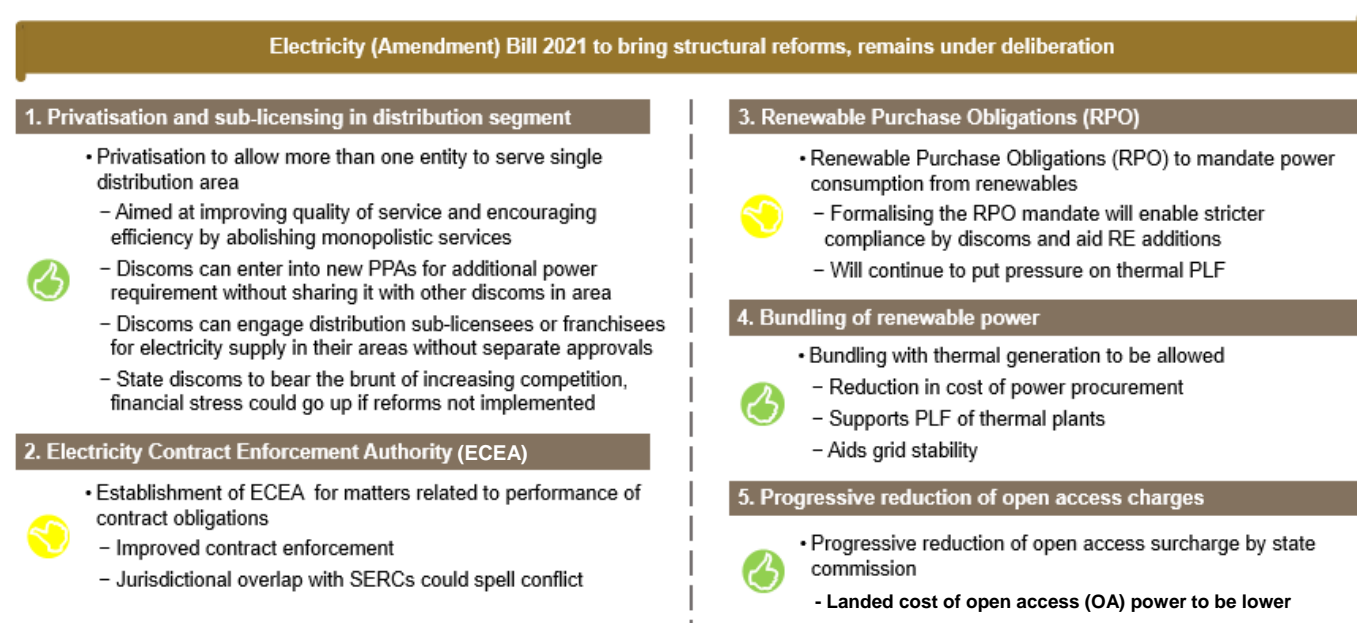 Electricity (Amendment) Bill 2021 to bring structural reforms, remains under deliberation
1. Privatisation and sub-licensing in distribution segment
• Privatisation to allow more than one entity to serve single
distribution area
− Aimed at improving quality of service and encouraging
efficiency by abolishing monopolistic services
− Discoms can enter into new PPAs for additional power
requirement without sharing it with other discoms in area
− Discoms can engage distribution sub-licensees or franchisees
for electricity supply in their areas without separate approvals
− State discoms to bear the brunt of increasing competition,
financial stress could go up if reforms not implemented
2. Electricity Contract Enforcement Authority (ECEA)
• Establishment of ECEA for matters related to performance of
contract obligations
− Improved contract enforcement
− Jurisdictional overlap with SERCs could spell conflict
3. Renewable Purchase Obligations (RPO)
• Renewable Purchase Obligations (RPO) to mandate power
consumption from renewables
− Formalising the RPO mandate will enable stricter
compliance by discoms and aid RE additions
− Will continue to put pressure on thermal PLF
4. Bundling of renewable power
• Bundling with thermal generation to be allowed
− Reduction in cost of power procurement
− Supports PLF of thermal plants
− Aids grid stability
5. Progressive reduction of open access charges
• Progressive reduction of open access surcharge by state
commission
- Landed cost of open access (OA) power to be lower